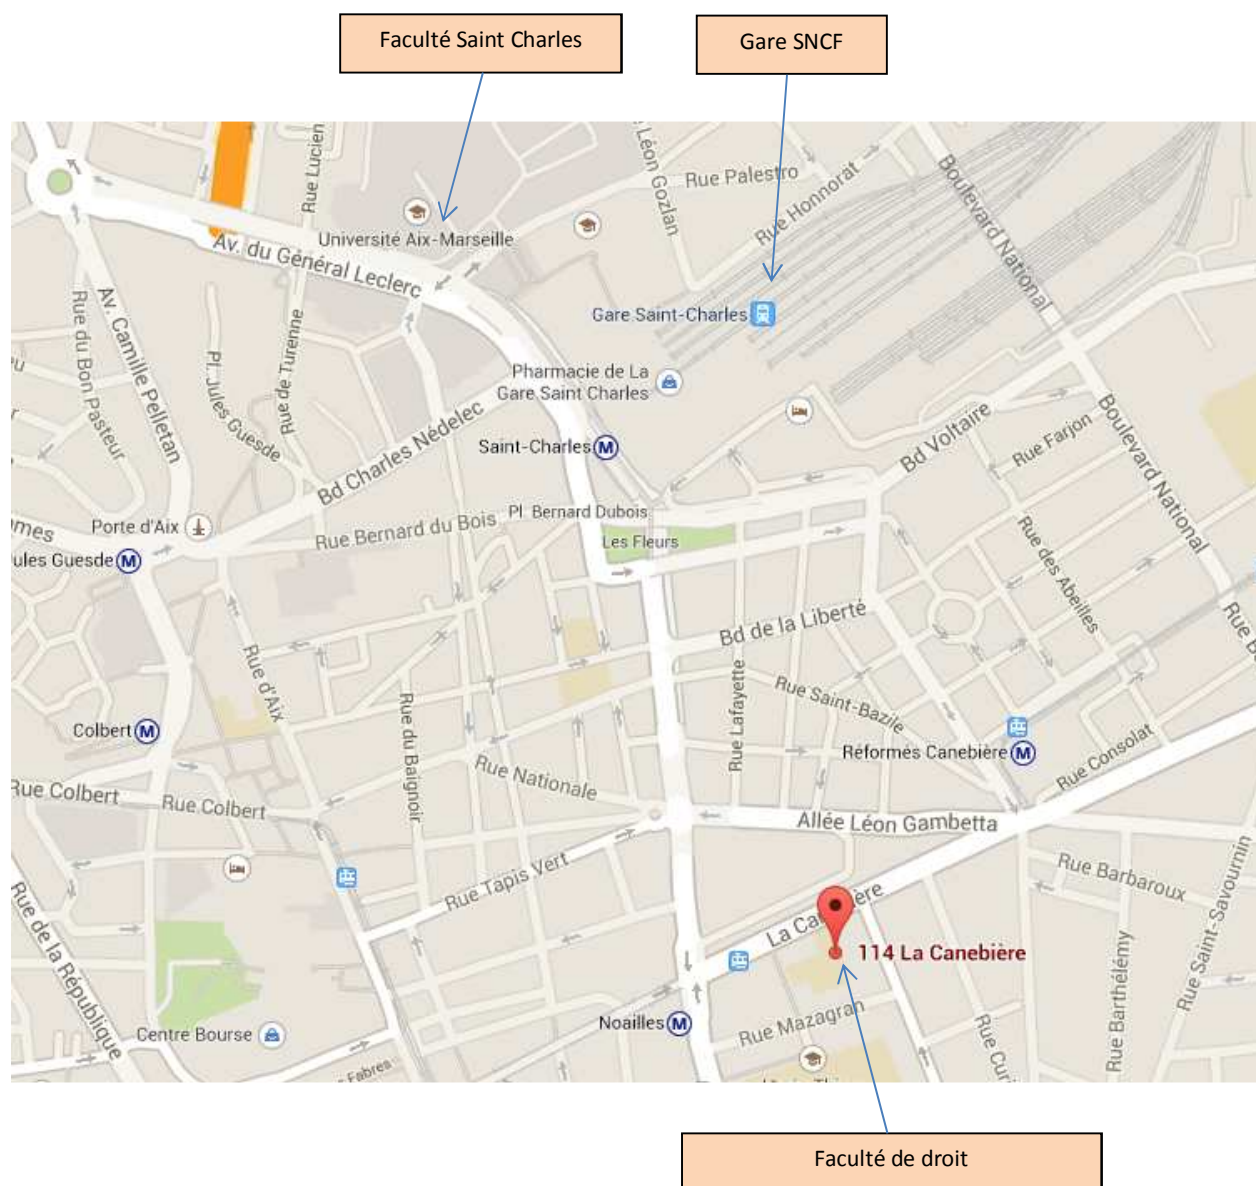 Faculté Saint Charles
Gare SNCF
Rue Lucien
Léon Gozlan
Rue Palestro
Rue Honnorat
Boulevard National
Université Aix-Marseille
Av. du Général Leclerc
Gare Saint-Charles
Av. Camille Pelletan
Rue du Bon Pasteur
Pl. Jules Guesde
Rue de Turenne
Pharmacie de La
Gare Saint Charles
Bd Charles Nédelec
Saint-Charles
Bd Voltaire
Rue Farjon
Boulevard National
Porte d'Aix
Rue Bernard du Bois
Pl. Bernard Dubois
Les Fleurs
ules Guesde
Rue des Abeilles
Bd de la Liberté
Rue d'Aix
Rue du Baignoir
Rue Lafayette
Rue Saint-Bazile
Colbert
Réformés Canebière
Rue Consolat
Rue Nationale
Rue Colbert
Rue Colbert
Allée Léon Gambetta
Rue Tapis Vert
Rue Barbaroux
Rue Saint-Savournin
La Canebière
114 La Canebière
Rue de la République
Centre Bourse
Noailles
Rue Mazagran
Rue Barthélémy
Rue Curi
Fabres
Faculté de droit